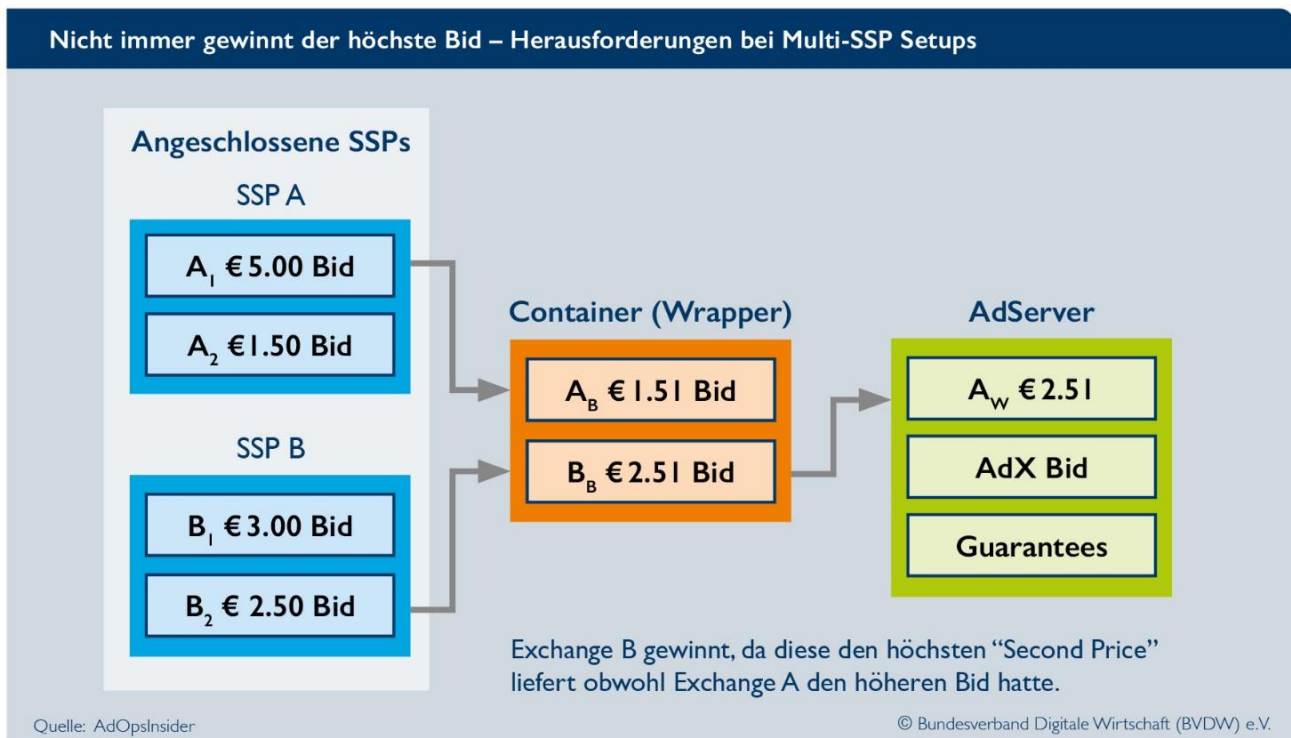 Nicht immer gewinnt der höchste Bid – Herausforderungen bei Multi-SSP Setups
Angeschlossene SSPs
SSP A
A₁ € 5.00 Bid
A₂ €1.50 Bid
SSP B
B₁ € 3.00 Bid
B₂ € 2.50 Bid
Container (Wrapper)
A_B € 1.51 Bid
B_B € 2.51 Bid
AdServer
A_W € 2.51
AdX Bid
Guarantees
Exchange B gewinnt, da diese den höchsten “Second Price”
liefert obwohl Exchange A den höheren Bid hatte.
Quelle: AdOpsInsider
© Bundesverband Digitale Wirtschaft (BVDW) e.V.